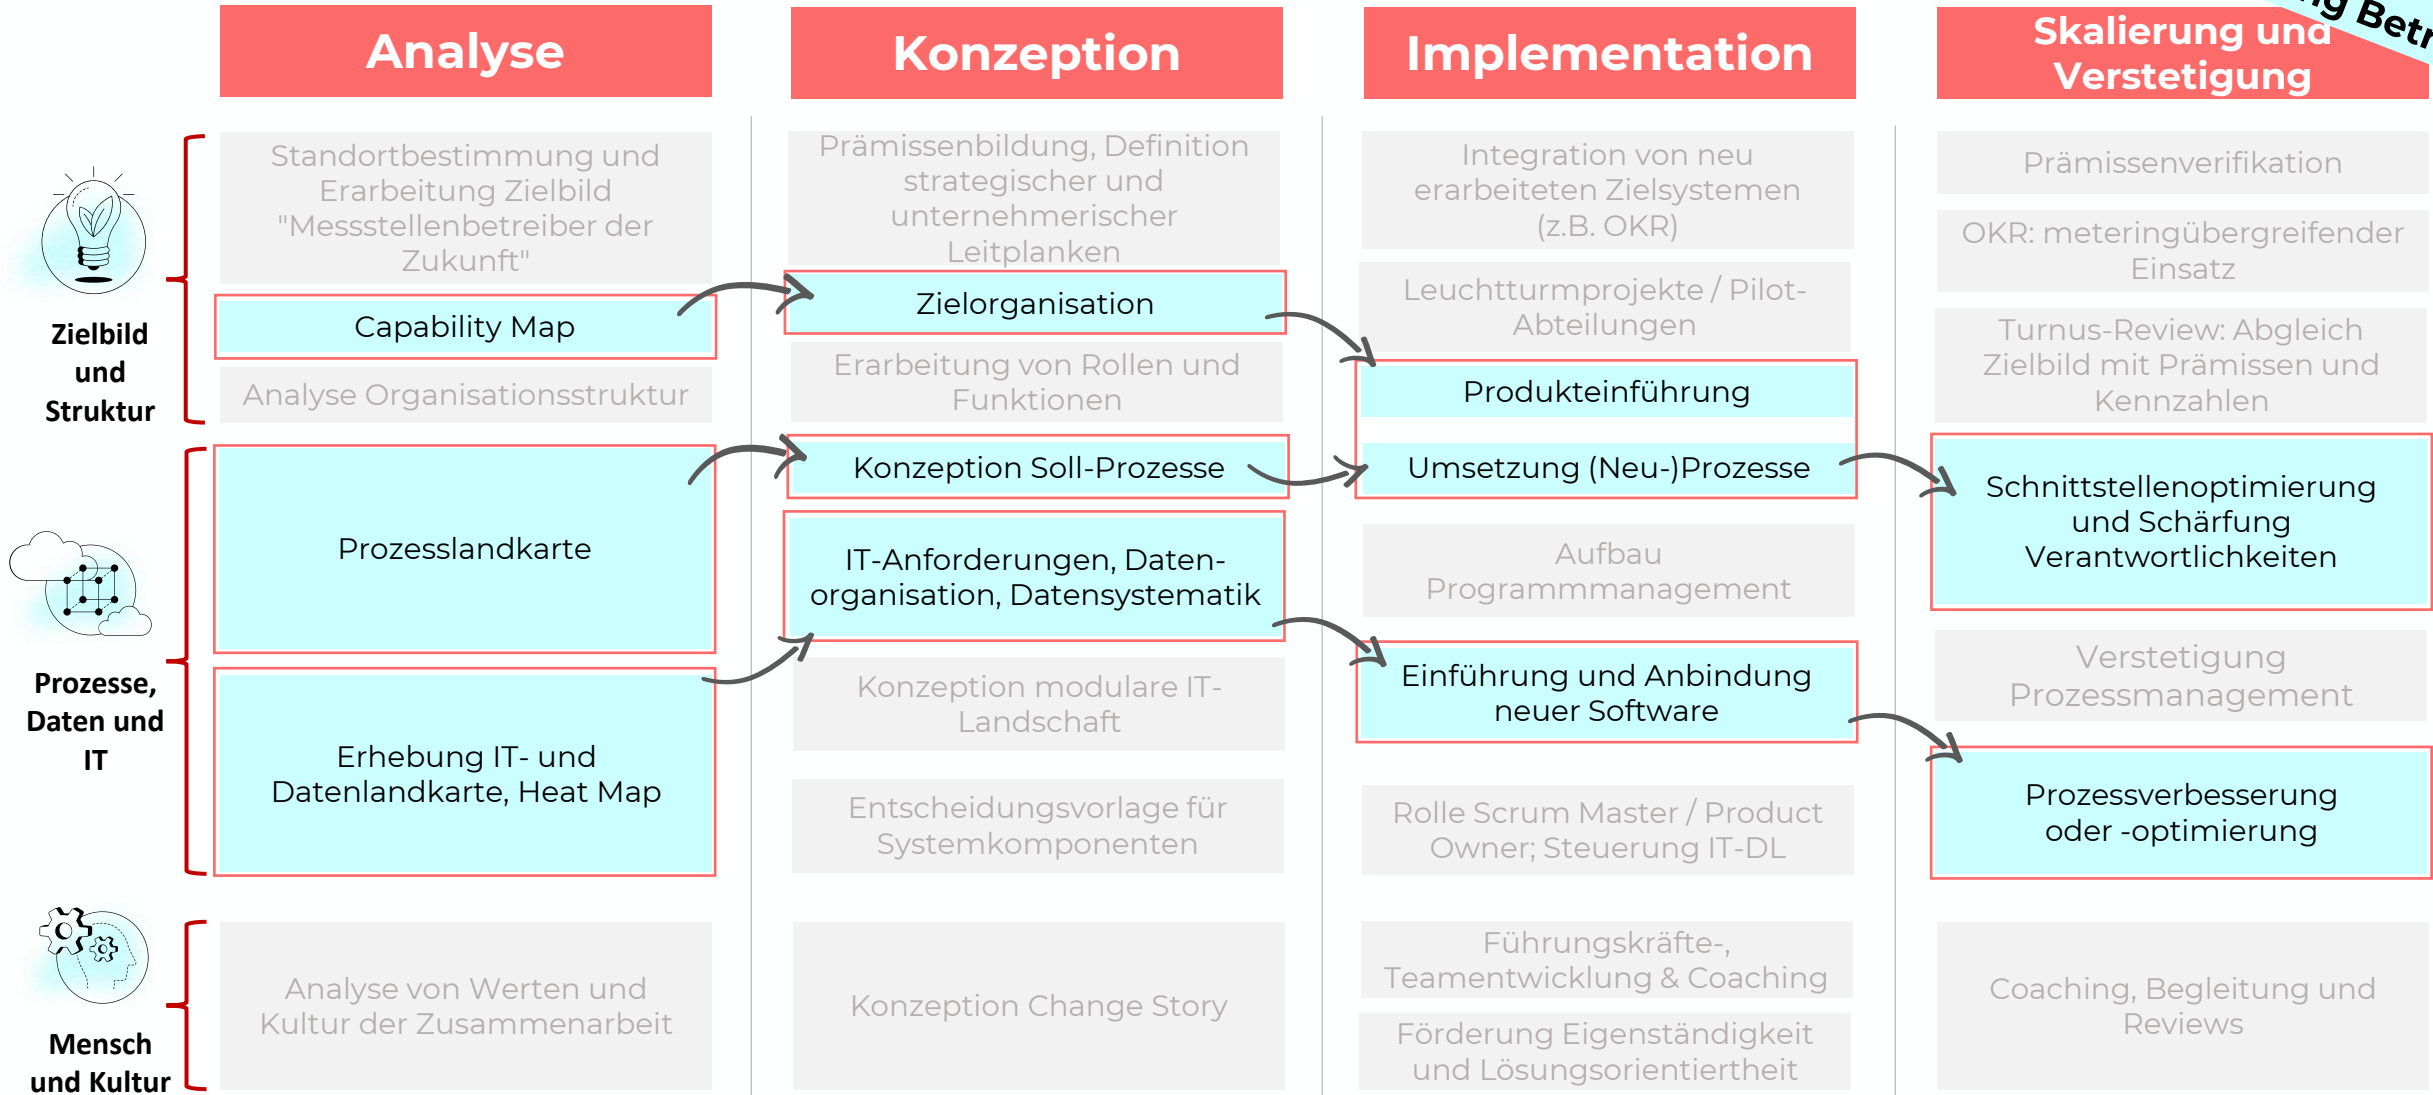 Analyse
Konzeption
Implementation
Skalierung und
Verstetigung
Zielbild
und
Struktur
Standortbestimmung und
Erarbeitung Zielbild
"Messstellenbetreiber der
Zukunft"
Capability Map
Analyse Organisationsstruktur
Prämissenbildung, Definition
strategischer und
unternehmerischer
Leitplanken
Zielorganisation
Erarbeitung von Rollen und
Funktionen
Integration von neu
erarbeiteten Zielsystemen
(z.B. OKR)
Leuchtturmprojekte / Pilot-
Abteilungen
Produkteinführung
Prämissenverifikation
OKR: meteringübergreifender
Einsatz
Turnus-Review: Abgleich
Zielbild mit Prämissen und
Kennzahlen
Prozesse,
Daten und
IT
Prozesslandkarte
Erhebung IT- und
Datenlandkarte, Heat Map
Konzeption Soll-Prozesse
IT-Anforderungen, Daten-
organisation, Datensystematik
Konzeption modulare IT-
Landschaft
Entscheidungsvorlage für
Systemkomponenten
Umsetzung (Neu-)Prozesse
Aufbau
Programmmanagement
Einführung und Anbindung
neuer Software
Rolle Scrum Master / Product
Owner; Steuerung IT-DL
Schnittstellenoptimierung
und Schärfung
Verantwortlichkeiten
Verstetigung
Prozessmanagement
Prozessverbesserung
oder -optimierung
Mensch
und Kultur
Analyse von Werten und
Kultur der Zusammenarbeit
Konzeption Change Story
Führungskräfte-,
Teamentwicklung & Coaching
Förderung Eigenständigkeit
und Lösungsorientiertheit
Coaching, Begleitung und
Reviews